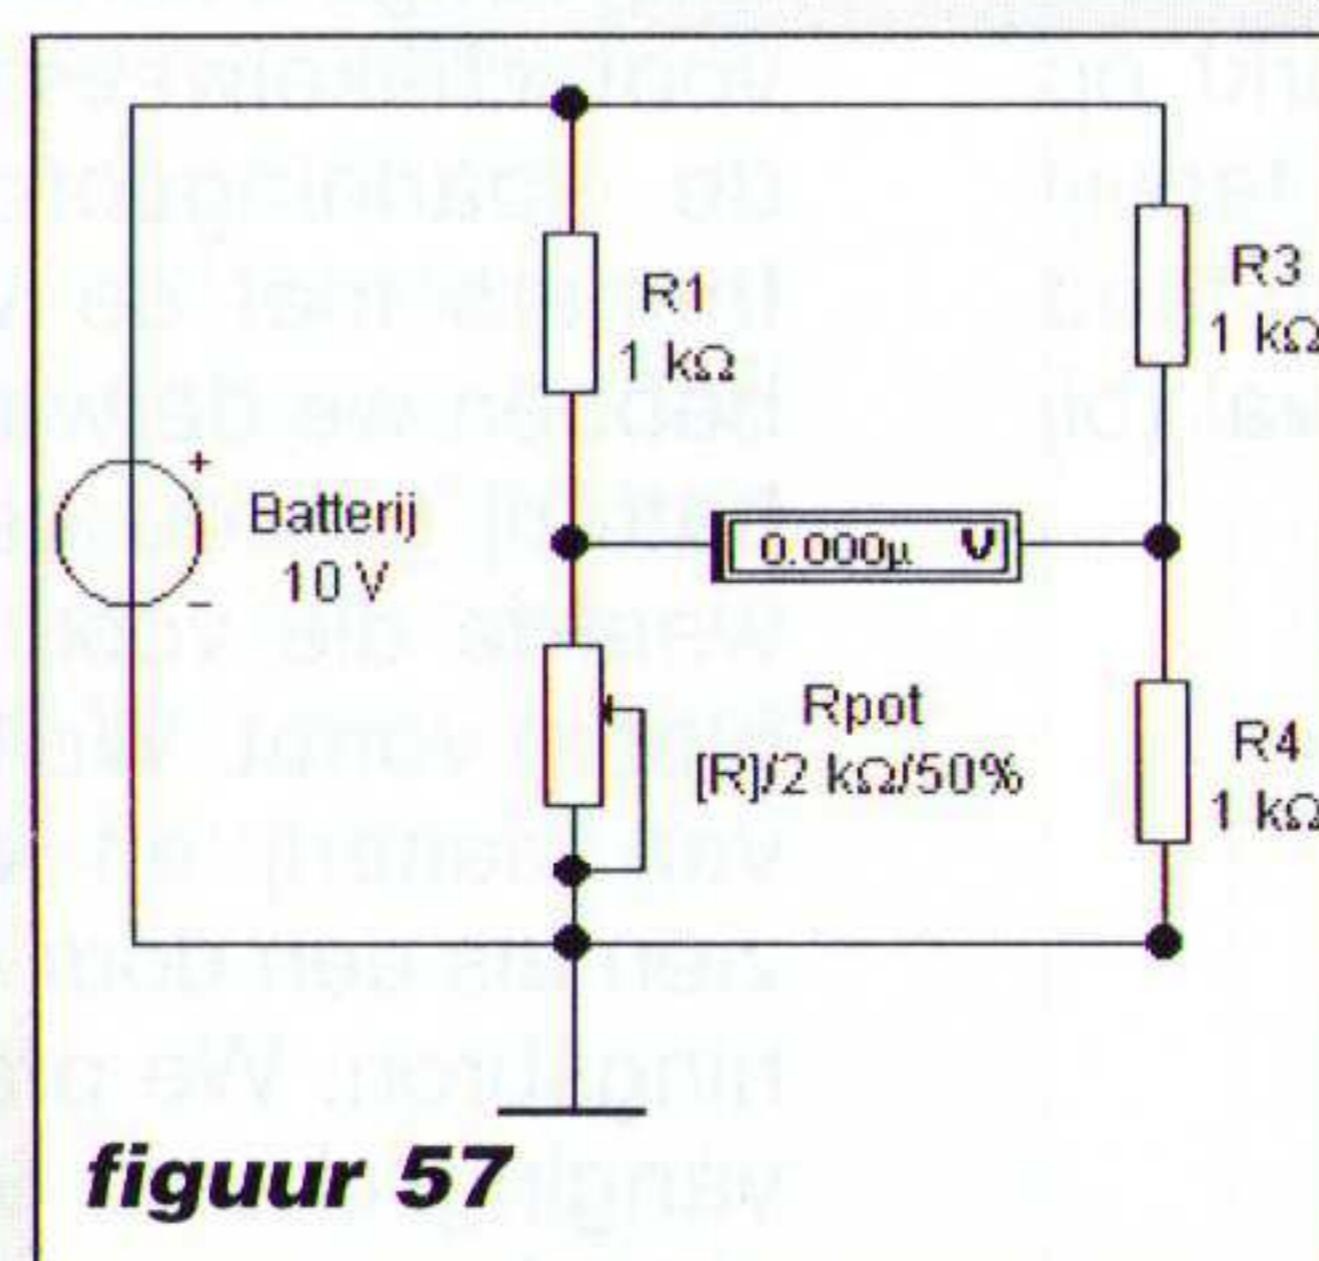 R1
1 kΩ
R3
1 kΩ
+
Batterij
10 V
–
0.000µ V
Rpot
[R]/2 kΩ/50%
R4
1 kΩ
figuur 57